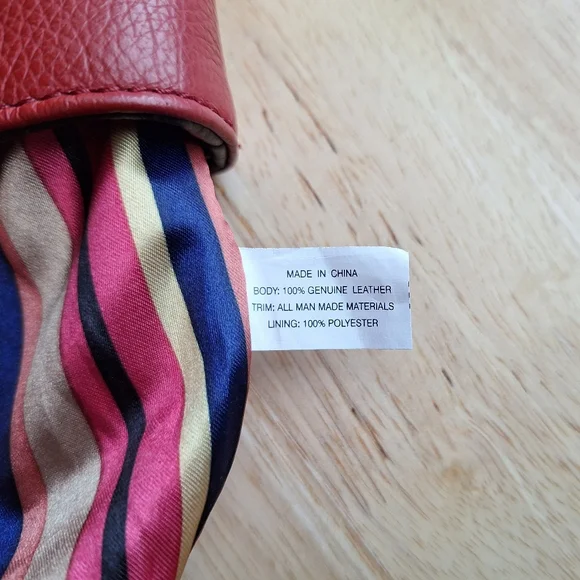 MADE IN CHINA
BODY: 100% GENUINE LEATHER
TRIM: ALL MAN MADE MATERIALS
LINING: 100% POLYESTER